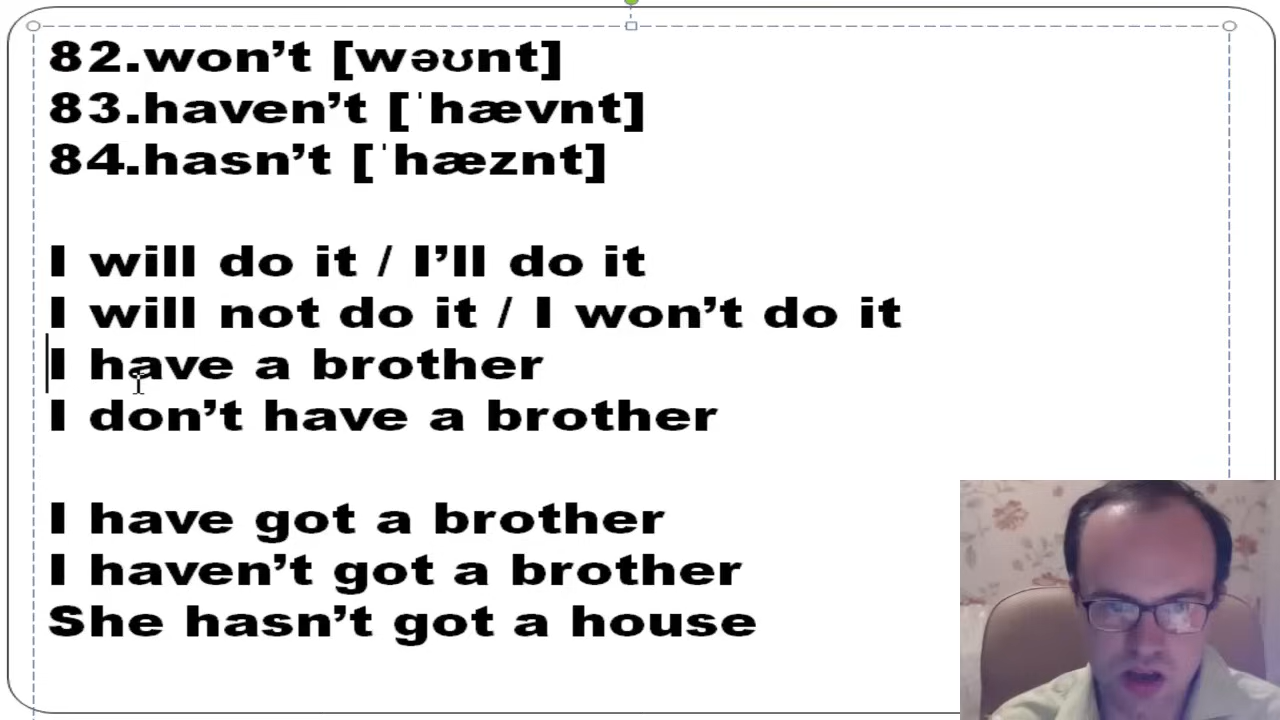 82.won’t [wəʊnt]
83.haven’t [ˈhævnt]
84.hasn’t [ˈhæznt]
I will do it / I’ll do it
I will not do it / I won’t do it
I have a brother
I don’t have a brother
I have got a brother
I haven’t got a brother
She hasn’t got a house